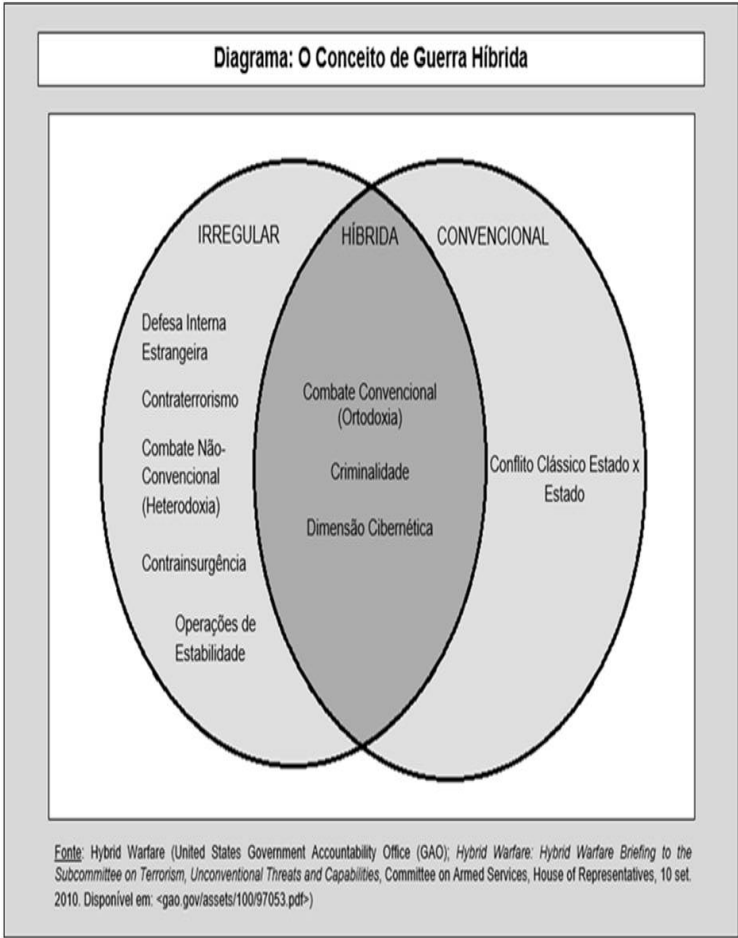 Diagrama: O Conceito de Guerra Híbrida
IRREGULAR
HÍBRIDA
CONVENCIONAL
Defesa Interna
Estrangeira
Contraterrorismo
Combate Não-
Convencional
(Heterodoxia)
Contrainsurgência
Operações de
Estabilidade
Combate Convencional
(Ortodoxia)
Criminalidade
Dimensão Cibernética
Conflito Clássico Estado x
Estado
Fonte: Hybrid Warfare (United States Government Accountability Office (GAO); Hybrid Warfare: Hybrid Warfare Briefing to the
Subcommittee on Terrorism, Unconventional Threats and Capabilities, Committee on Armed Services, House of Representatives, 10 set.
2010. Disponível em: <gao.gov/assets/100/97053.pdf>)